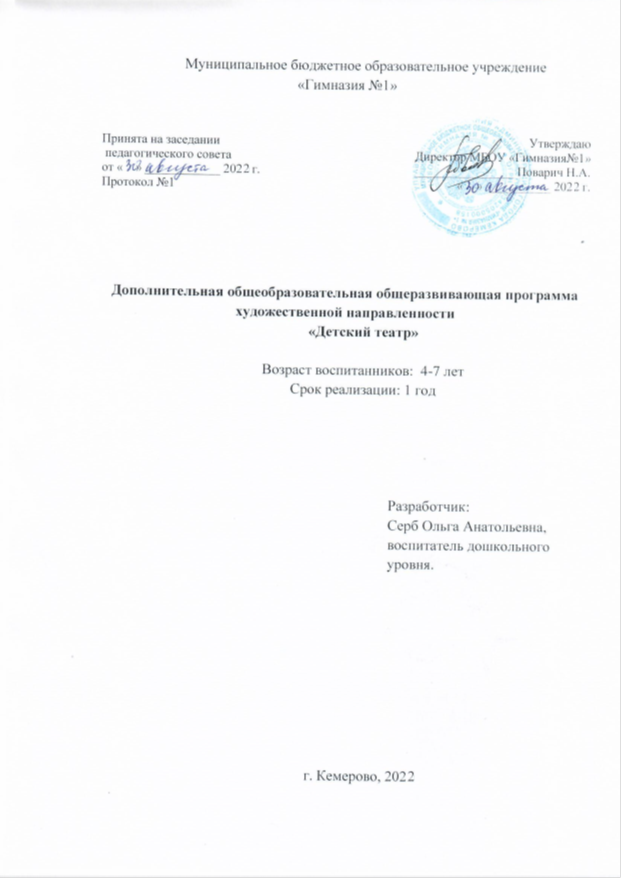 Муниципальное бюджетное образовательное учреждение
«Гимназия №1»
Принята на заседании
педагогического совета
от «30» августа 2022 г.
Протокол №1
Утверждаю
Директор МБОУ «Гимназия№1»
Поварич Н.А.
30 августа 2022 г.
Дополнительная общеобразовательная общеразвивающая программа
художественной направленности
«Детский театр»
Возраст воспитанников: 4-7 лет
Срок реализации: 1 год
Разработчик:
Серб Ольга Анатольевна,
воспитатель дошкольного
уровня.
г. Кемерово, 2022